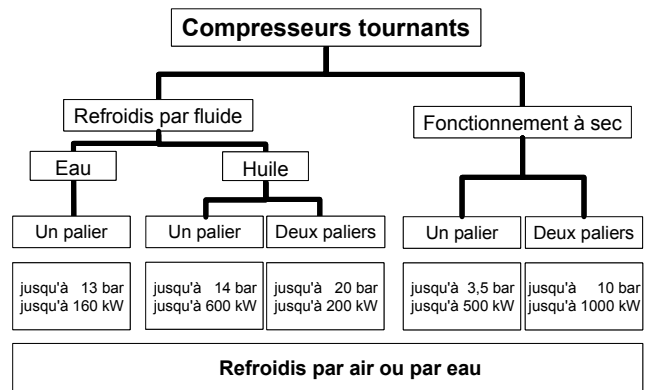 Compresseurs tournants
Refroidis par fluide
Fonctionnement à sec
Eau
Huile
Un palier
Un palier
Deux paliers
Un palier
Deux paliers
jusqu'à 13 bar
jusqu'à 160 kW
jusqu'à 14 bar
jusqu'à 600 kW
jusqu'à 20 bar
jusqu'à 200 kW
jusqu'à 3,5 bar
jusqu'à 500 kW
jusqu'à 10 bar
jusqu'à 1000 kW
Refroidis par air ou par eau